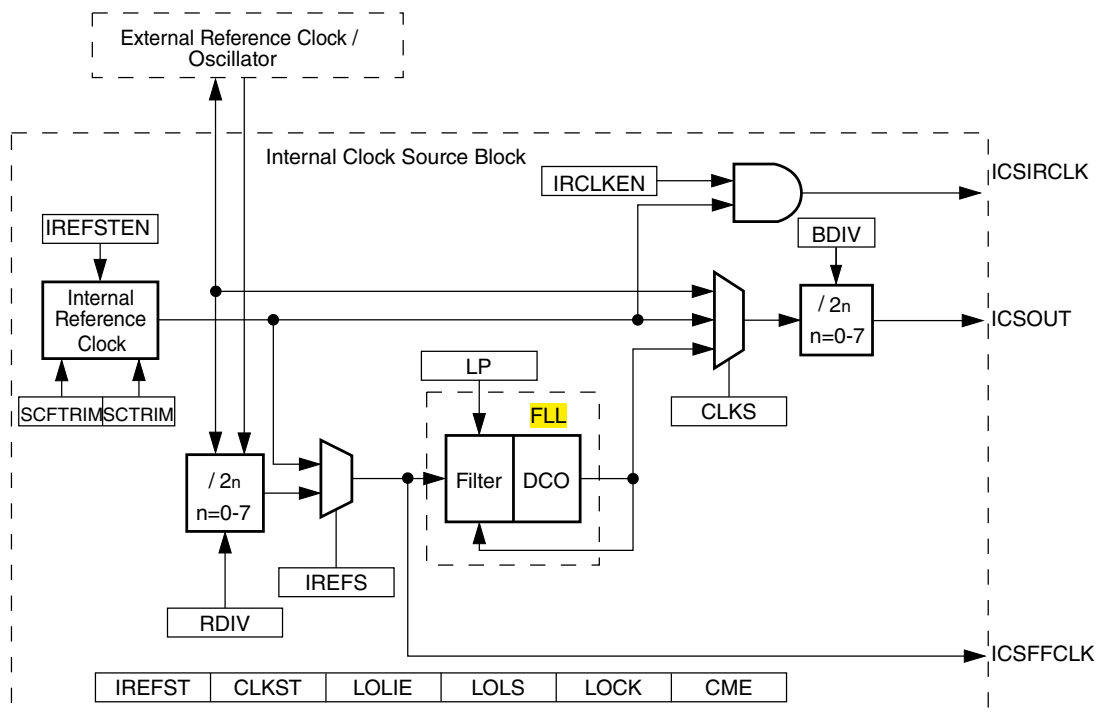 External Reference Clock /
Oscillator
Internal Clock Source Block
IRCLKEN
ICSIRCLK
IREFSTEN
BDIV
Internal
Reference
Clock
/ 2n
n=0-7
ICSOUT
LP
SCFTRIM SCTRIM
CLKS
FLL
/ 2n
n=0-7
Filter DCO
IREFS
RDIV
ICSFFCLK
IREFST CLKST LOLIE LOLS LOCK CME